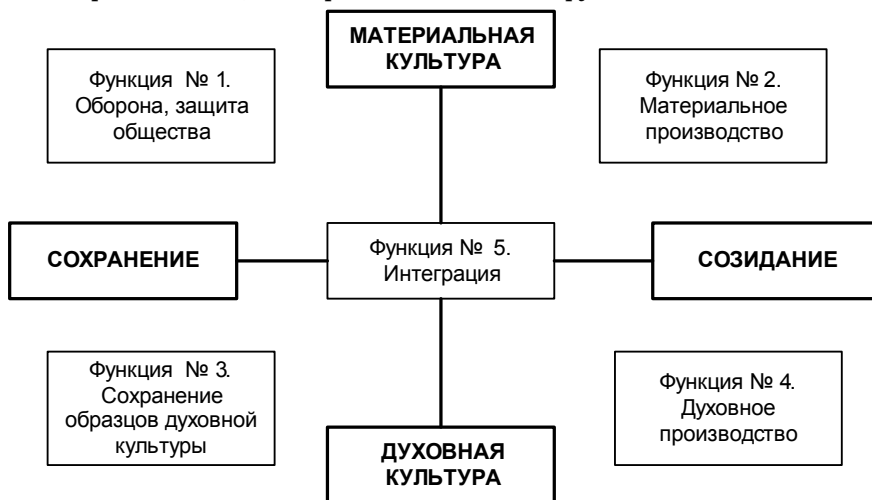 МАТЕРИАЛЬНАЯ
КУЛЬТУРА
Функция № 1.
Оборона, защита
общества
Функция № 2.
Материальное
производство
СОХРАНЕНИЕ
Функция № 5.
Интеграция
СОЗИДАНИЕ
Функция № 3.
Сохранение
образцов духовной
культуры
Функция № 4.
Духовное
производство
ДУХОВНАЯ
КУЛЬТУРА